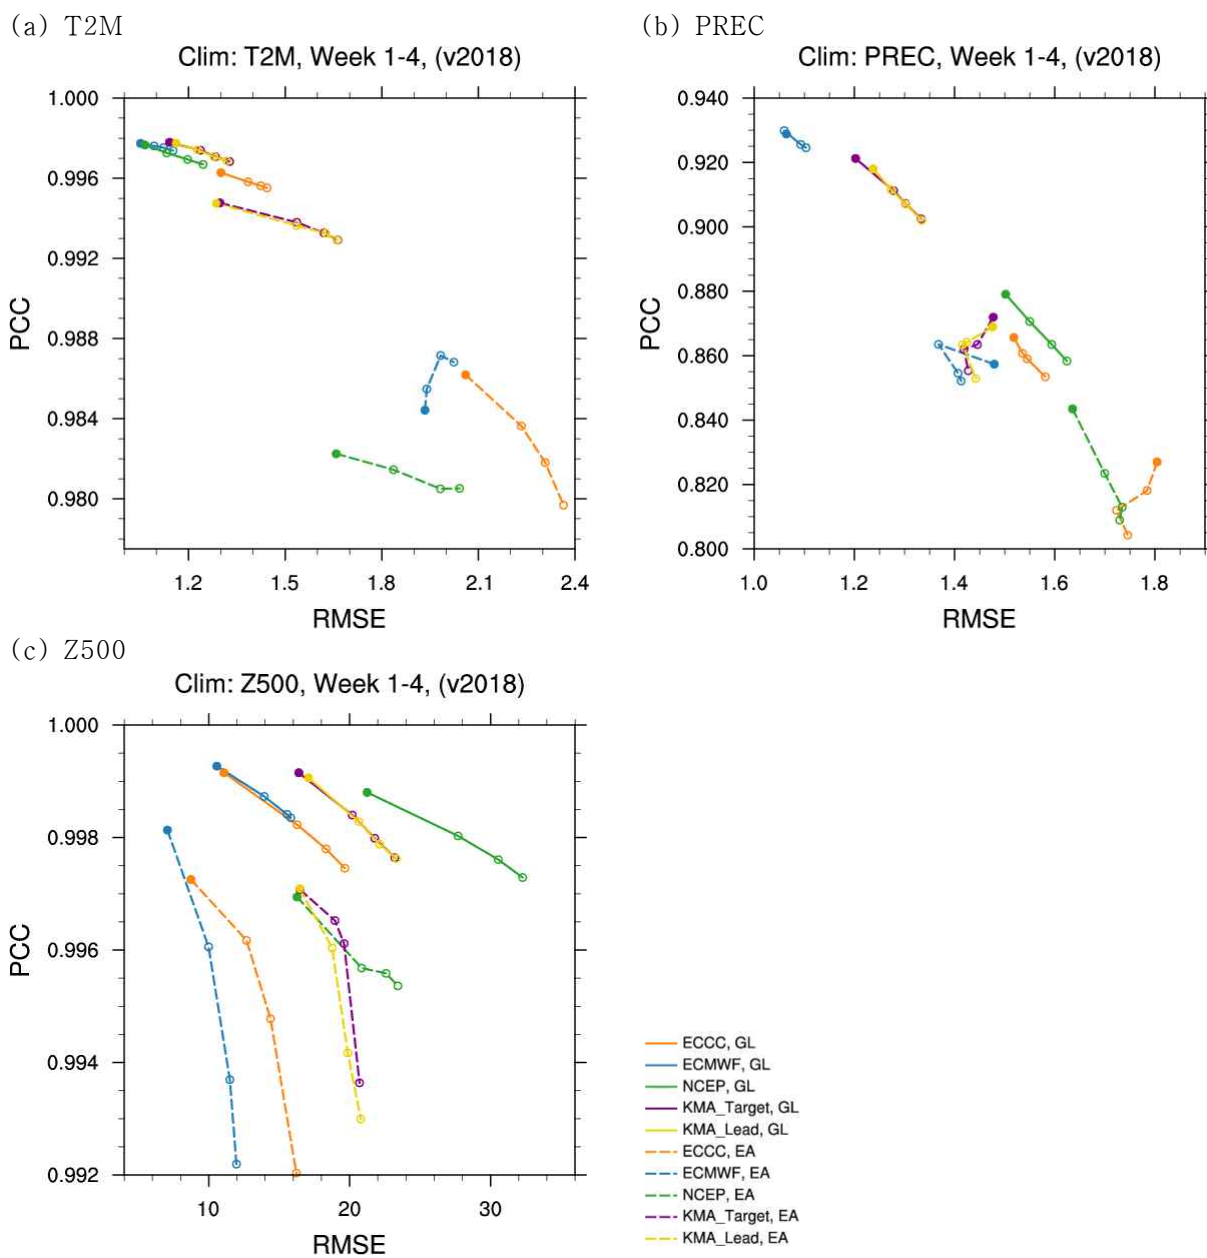 (a) T2M
Clim: T2M, Week 1-4, (v2018)
1.000
0.996
0.992
0.988
0.984
0.980
PCC
1.2 1.5 1.8 2.1 2.4
RMSE
(b) PREC
Clim: PREC, Week 1-4, (v2018)
0.940
0.920
0.900
0.880
0.860
0.840
0.820
0.800
PCC
1.0 1.2 1.4 1.6 1.8
RMSE
(c) Z500
Clim: Z500, Week 1-4, (v2018)
1.000
0.998
0.996
0.994
0.992
PCC
10 20 30
RMSE
ECCC, GL
ECMWF, GL
NCEP, GL
KMA_Target, GL
KMA_Lead, GL
ECCC, EA
ECMWF, EA
NCEP, EA
KMA_Target, EA
KMA_Lead, EA